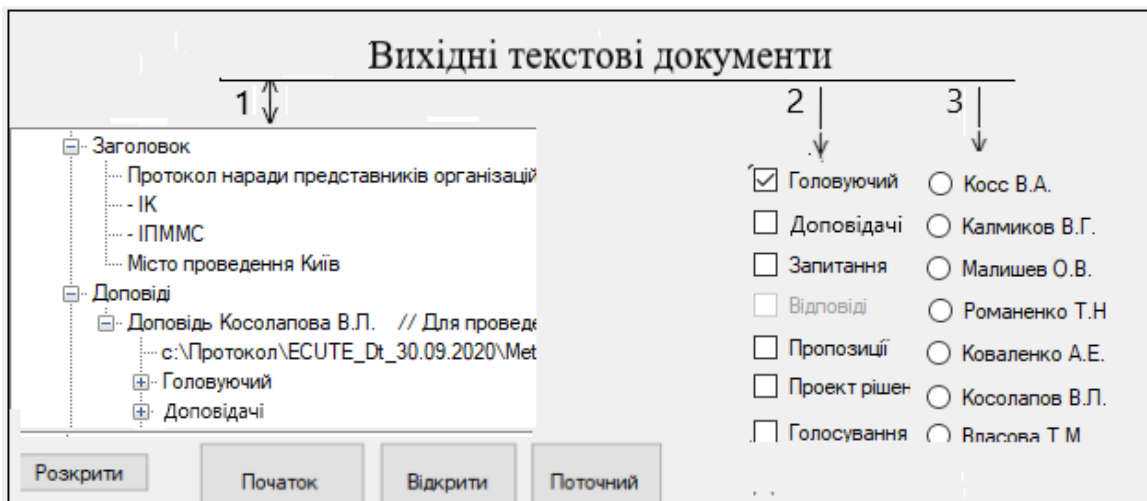 Вихідні текстові документи
1
2
3
Заголовок
Протокол наради представників організацій
- ІК
- ІПММС
Місто проведення Київ
Доповіді
Доповідь Косолапова В.П. // Для проведе
c:\Протокол\ECUTE_Dt_30.09.2020\Met
Головуючий
Доповідачі
Головуючий
Доповідачі
Запитання
Відповіді
Пропозиції
Проект рішен
Голосування
Косс В.А.
Калмиков В.Г.
Малишев О.В.
Романенко Т.Н
Коваленко А.Е.
Косолапов В.П.
Власова Т.М
Розкрити
Початок
Відкрити
Поточний